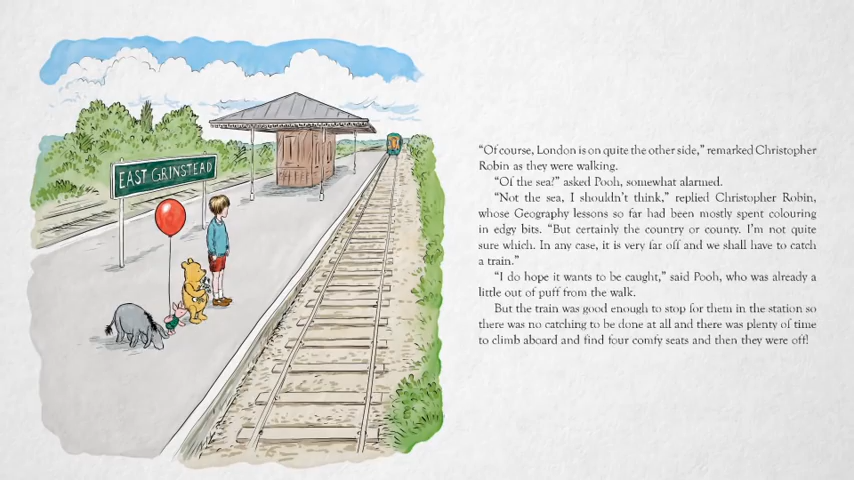 EAST GRINSTEAD
"Of course, London is on quite the other side," remarked Christopher
Robin as they were walking.
"Of the sea?" asked Pooh, somewhat alarmed.
"Not the sea, I shouldn't think," replied Christopher Robin,
whose Geography lessons so far had been mostly spent colouring
in edgy bits. "But certainly the country or county. I'm not quite
sure which. In any case, it is very far off and we shall have to catch
a train."
"I do hope it wants to be caught," said Pooh, who was already a
little out of puff from the walk.
But the train was good enough to stop for them in the station so
there was no catching to be done at all and there was plenty of time
to climb aboard and find four comfy seats and then they were off!